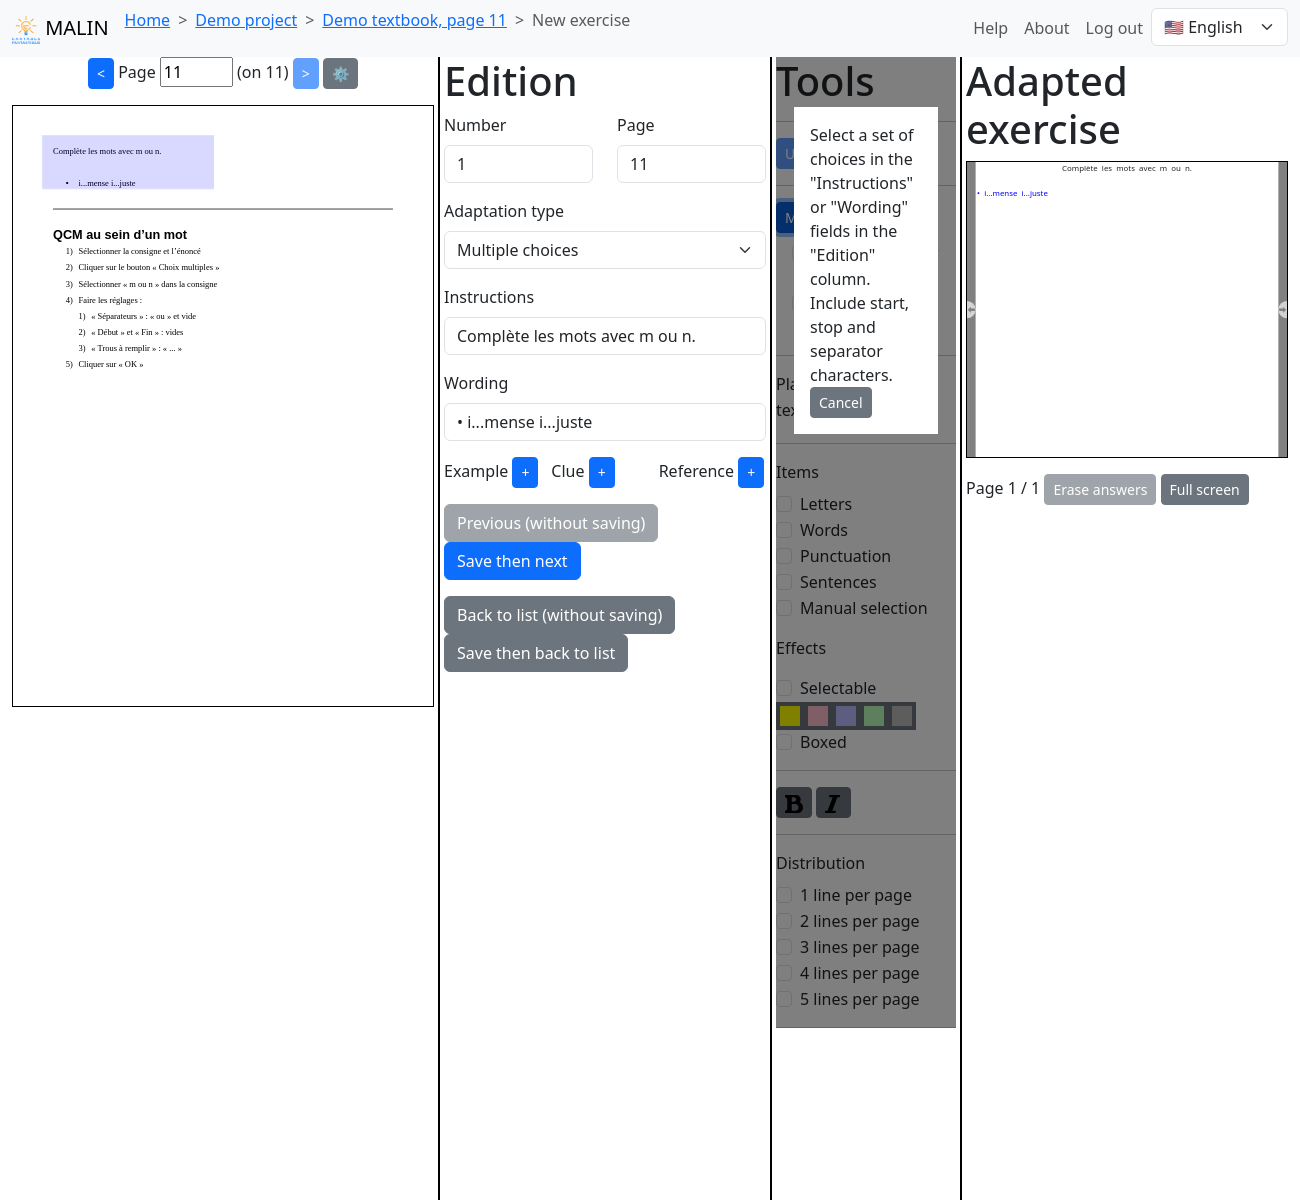 MALIN Home > Demo project > Demo textbook, page 11 > New exercise Help About Log out 🇺🇸 English
< Page 11 (on 11) > ⚙️
Complète les mots avec m ou n.
• i...mense i...juste
QCM au sein d’un mot
1) Sélectionner la consigne et l’énoncé
2) Cliquer sur le bouton « Choix multiples »
3) Sélectionner « m ou n » dans la consigne
4) Faire les réglages :
1) « Séparateurs » : « ou » et vide
2) « Début » et « Fin » : vides
3) « Trous à remplir » : « ... »
5) Cliquer sur « OK »
Edition
Number Page
1 11
Adaptation type
Multiple choices
Instructions
Complète les mots avec m ou n.
Wording
• i...mense i...juste
Example + Clue + Reference +
Previous (without saving)
Save then next
Back to list (without saving)
Save then back to list
Tools
Select a set of
choices in the
"Instructions"
or "Wording"
fields in the
"Edition"
column.
Include start,
stop and
separator
characters.
Cancel
Items
Letters
Words
Punctuation
Sentences
Manual selection
Effects
Selectable
Boxed
B I
Distribution
1 line per page
2 lines per page
3 lines per page
4 lines per page
5 lines per page
Adapted
exercise
Complète les mots avec m ou n.
• i...mense i...juste
Page 1 / 1 Erase answers Full screen